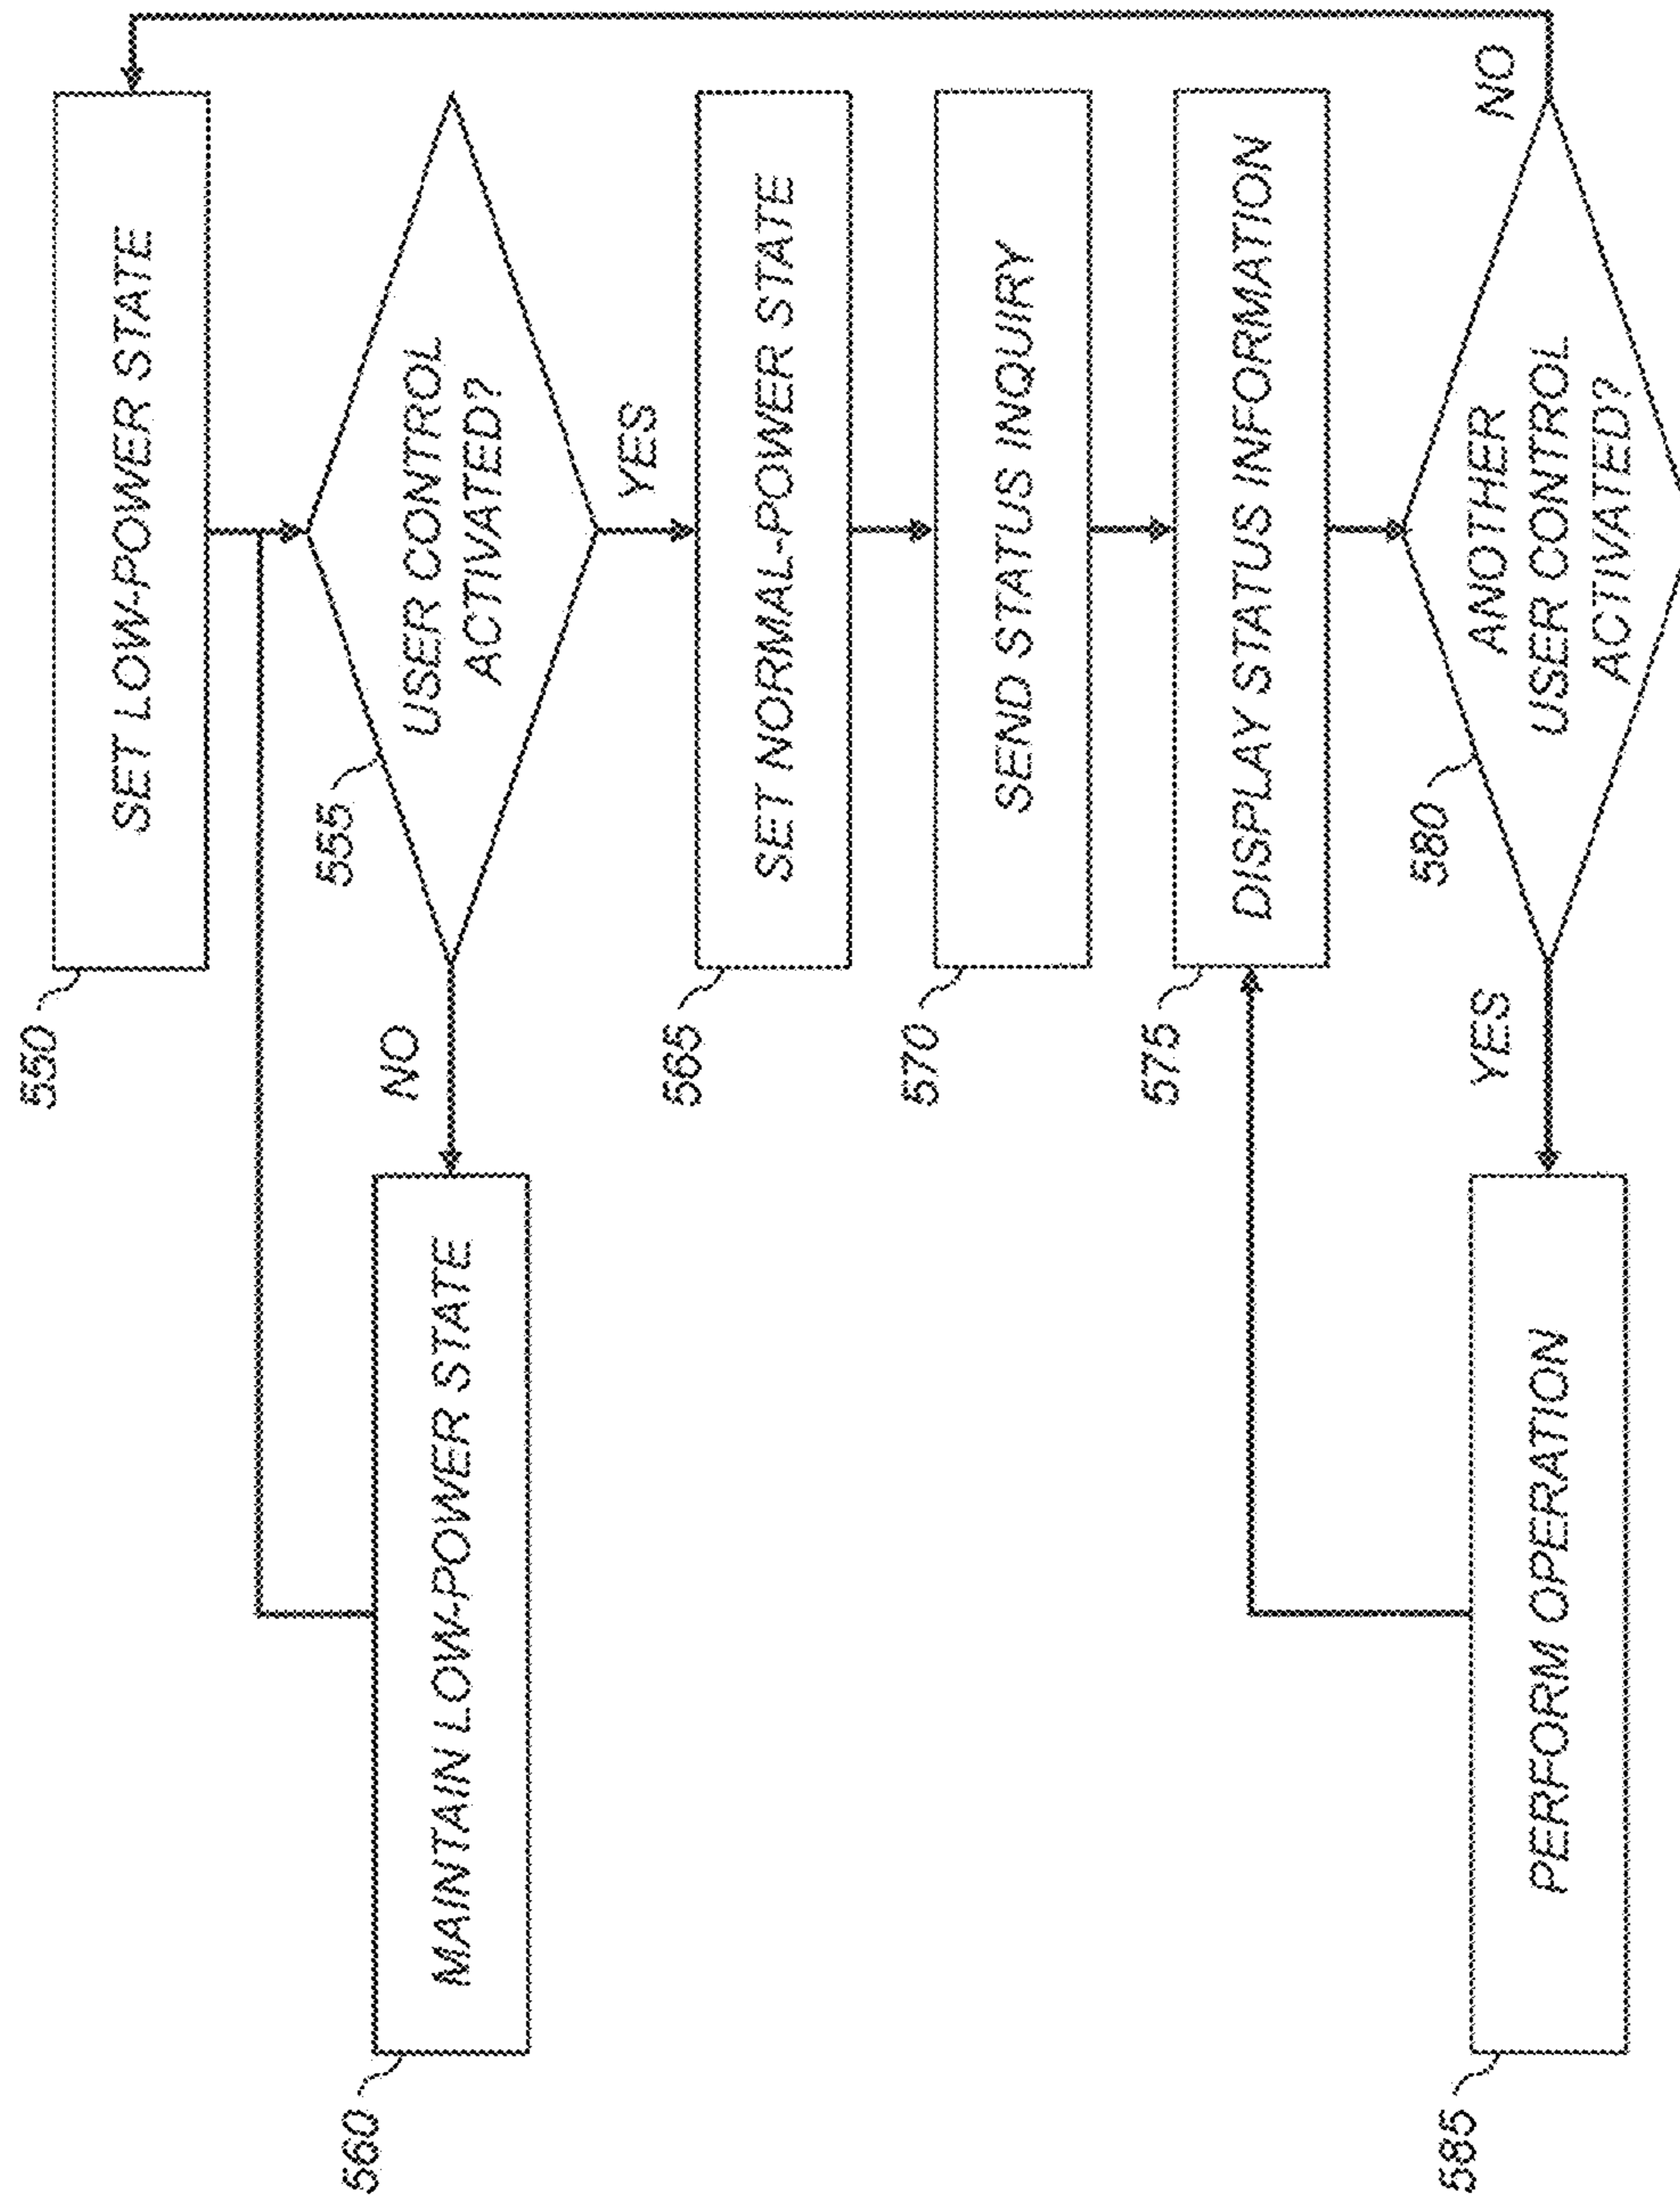 550
SET LOW-POWER STATE
555
USER CONTROL
ACTIVATED?
NO
YES
560
MAINTAIN LOW-POWER STATE
565
SET NORMAL-POWER STATE
570
SEND STATUS INQUIRY
575
DISPLAY STATUS INFORMATION
580
ANOTHER
USER CONTROL
ACTIVATED?
YES
NO
585
PERFORM OPERATION